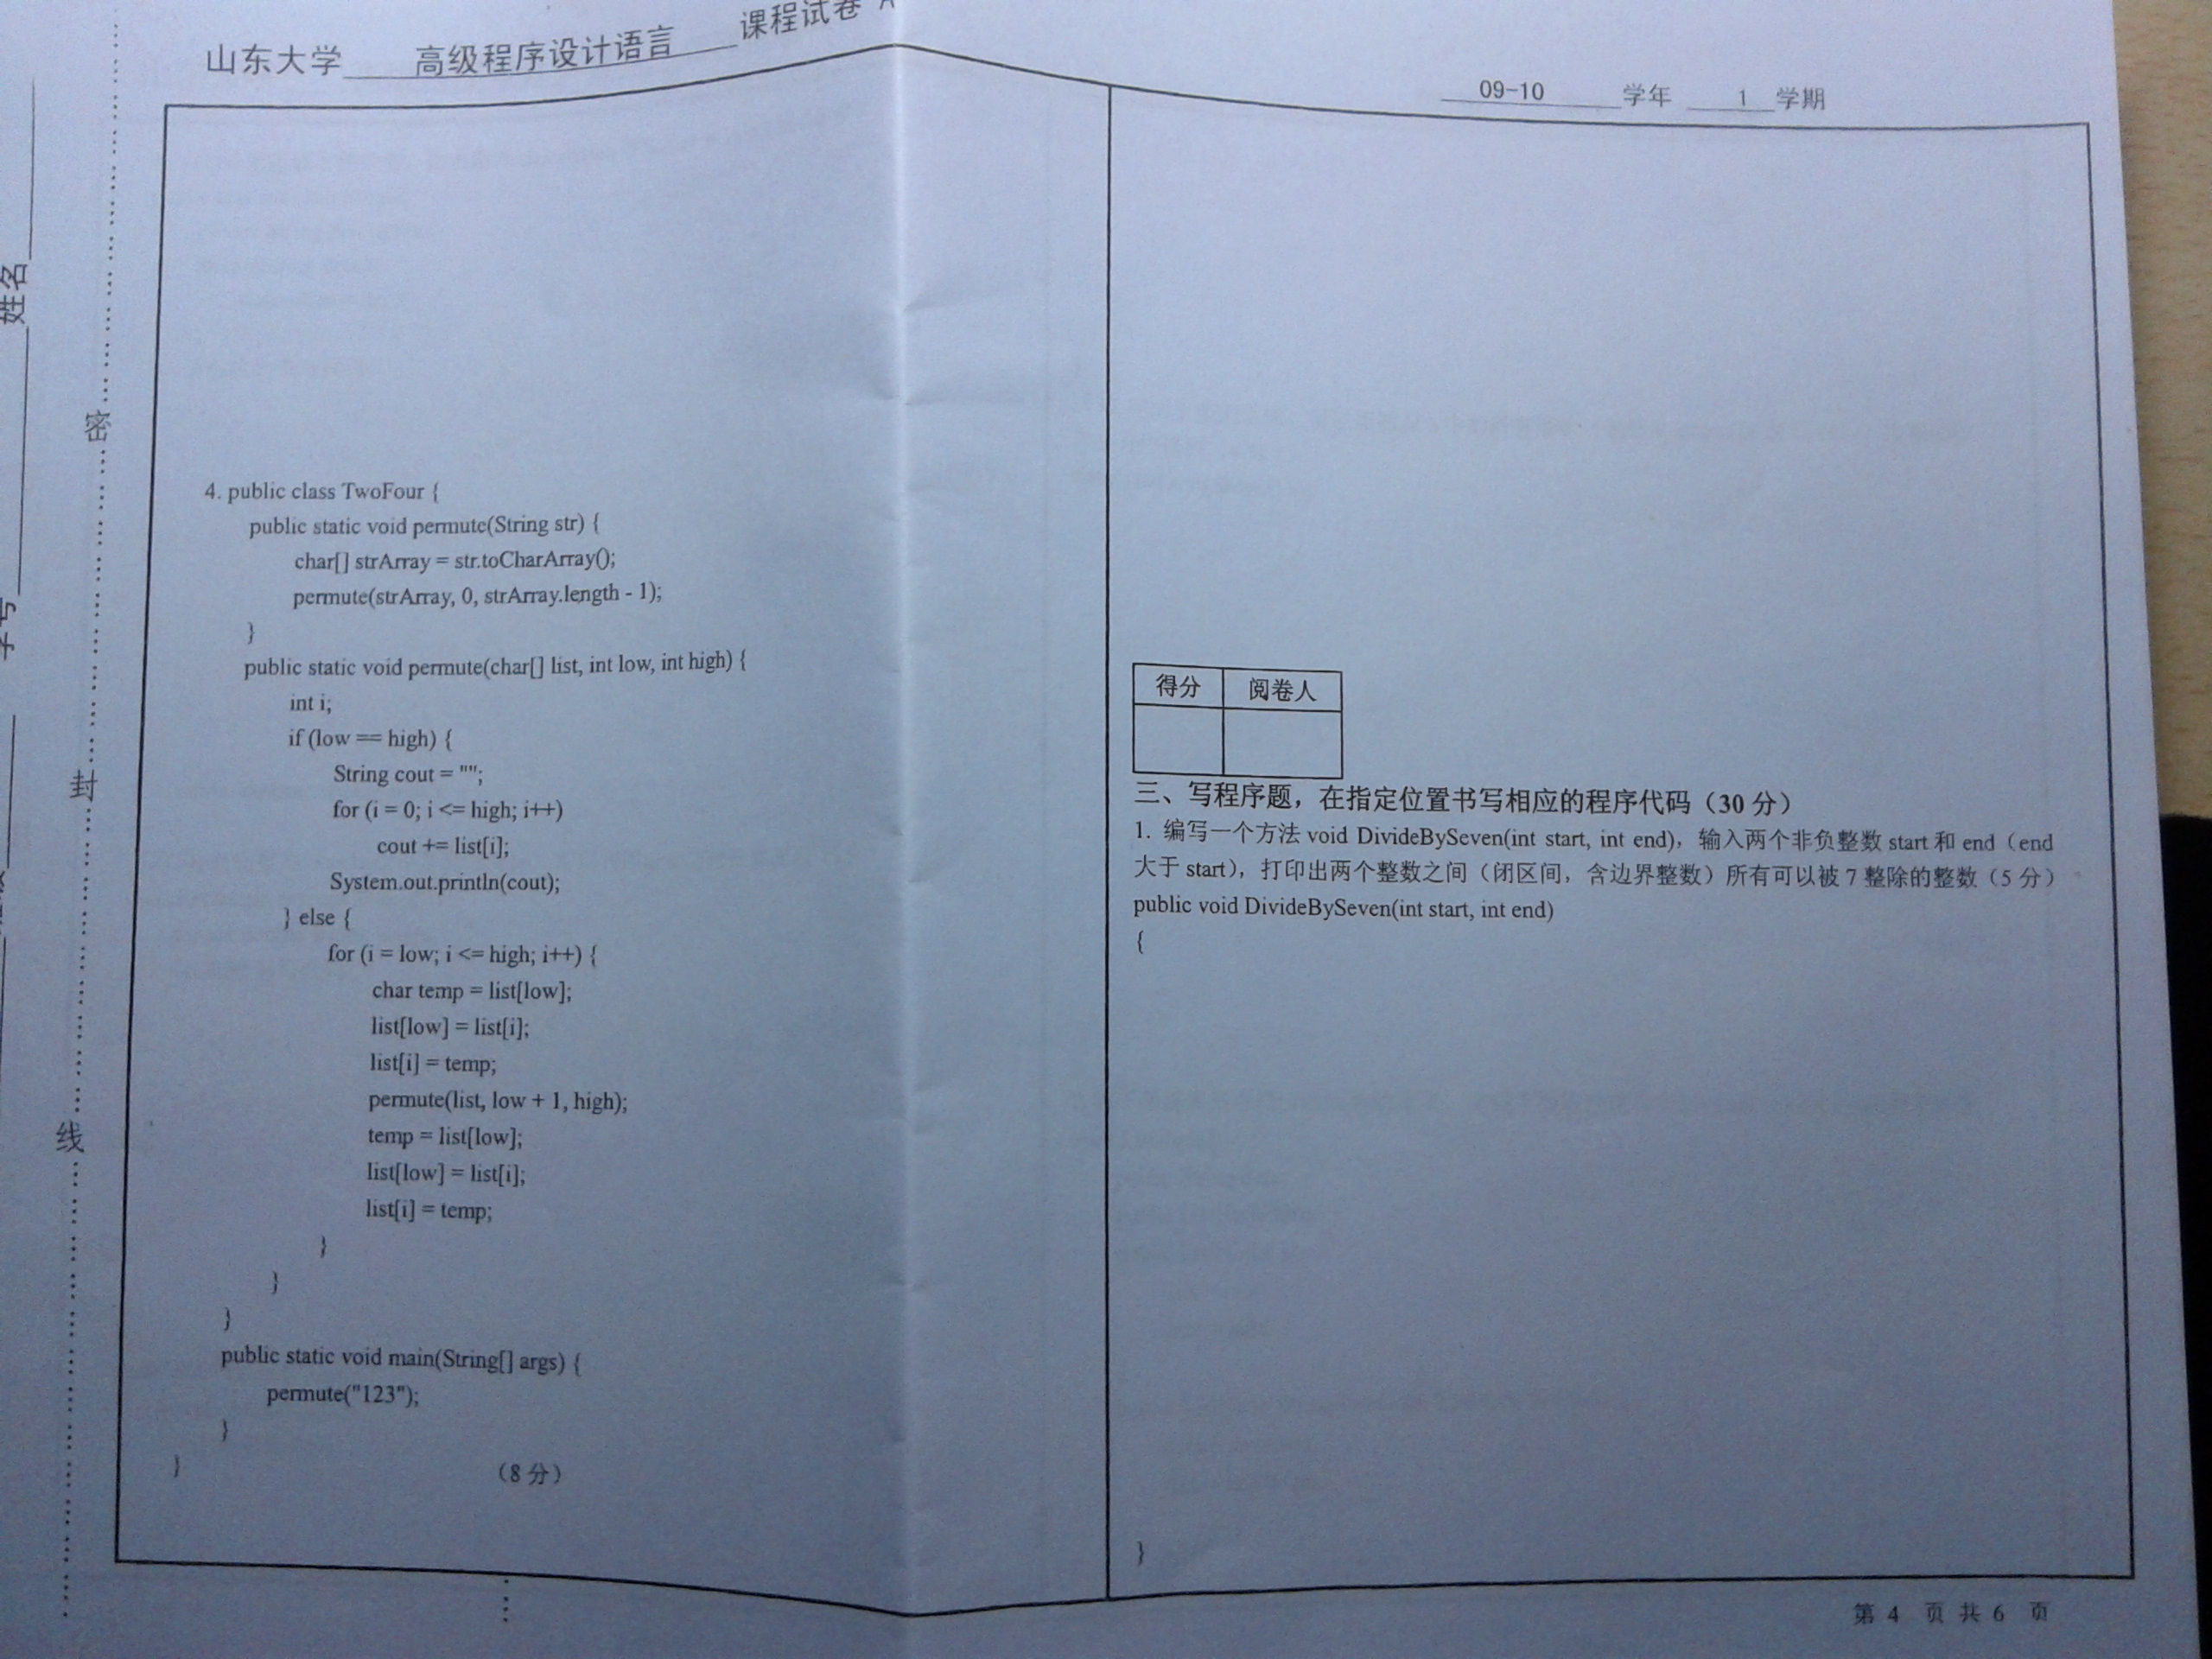 山东大学 高级程序设计语言 课程试卷
09-10 学年 1 学期
姓名
密
封
线
4. public class TwoFour {
public static void permute(String str) {
char[] strArray = str.toCharArray();
permute(strArray, 0, strArray.length - 1);
}
public static void permute(char[] list, int low, int high) {
int i;
if (low == high) {
String cout = "";
for (i = 0; i <= high; i++)
cout += list[i];
System.out.println(cout);
} else {
for (i = low; i <= high; i++) {
char temp = list[low];
list[low] = list[i];
list[i] = temp;
permute(list, low + 1, high);
temp = list[low];
list[low] = list[i];
list[i] = temp;
}
}
}
public static void main(String[] args) {
permute("123");
}
}
（8 分）
得分 阅卷人
三、写程序题，在指定位置书写相应的程序代码（30 分）
1. 编写一个方法 void DivideBySeven(int start, int end)，输入两个非负整数 start 和 end（end
大于 start），打印出两个整数之间（闭区间，含边界整数）所有可以被 7 整除的整数（5 分）
public void DivideBySeven(int start, int end)
{
}
第 4 页 共 6 页